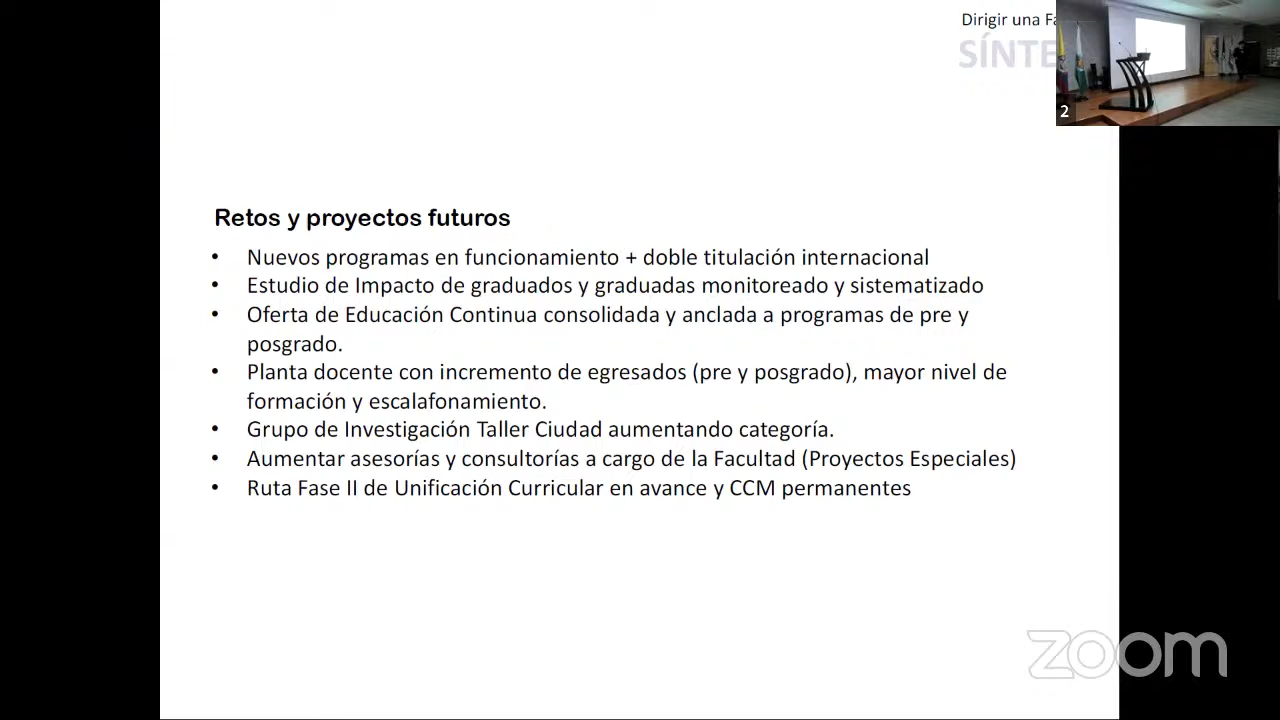 Dirigir una
SÍNTE
2
Retos y proyectos futuros
• Nuevos programas en funcionamiento + doble titulación internacional
• Estudio de Impacto de graduados y graduadas monitoreado y sistematizado
• Oferta de Educación Continua consolidada y anclada a programas de pre y
posgrado.
• Planta docente con incremento de egresados (pre y posgrado), mayor nivel de
formación y escalafonamiento.
• Grupo de Investigación Taller Ciudad aumentando categoría.
• Aumentar asesorías y consultorías a cargo de la Facultad (Proyectos Especiales)
• Ruta Fase II de Unificación Curricular en avance y CCM permanentes
zoom